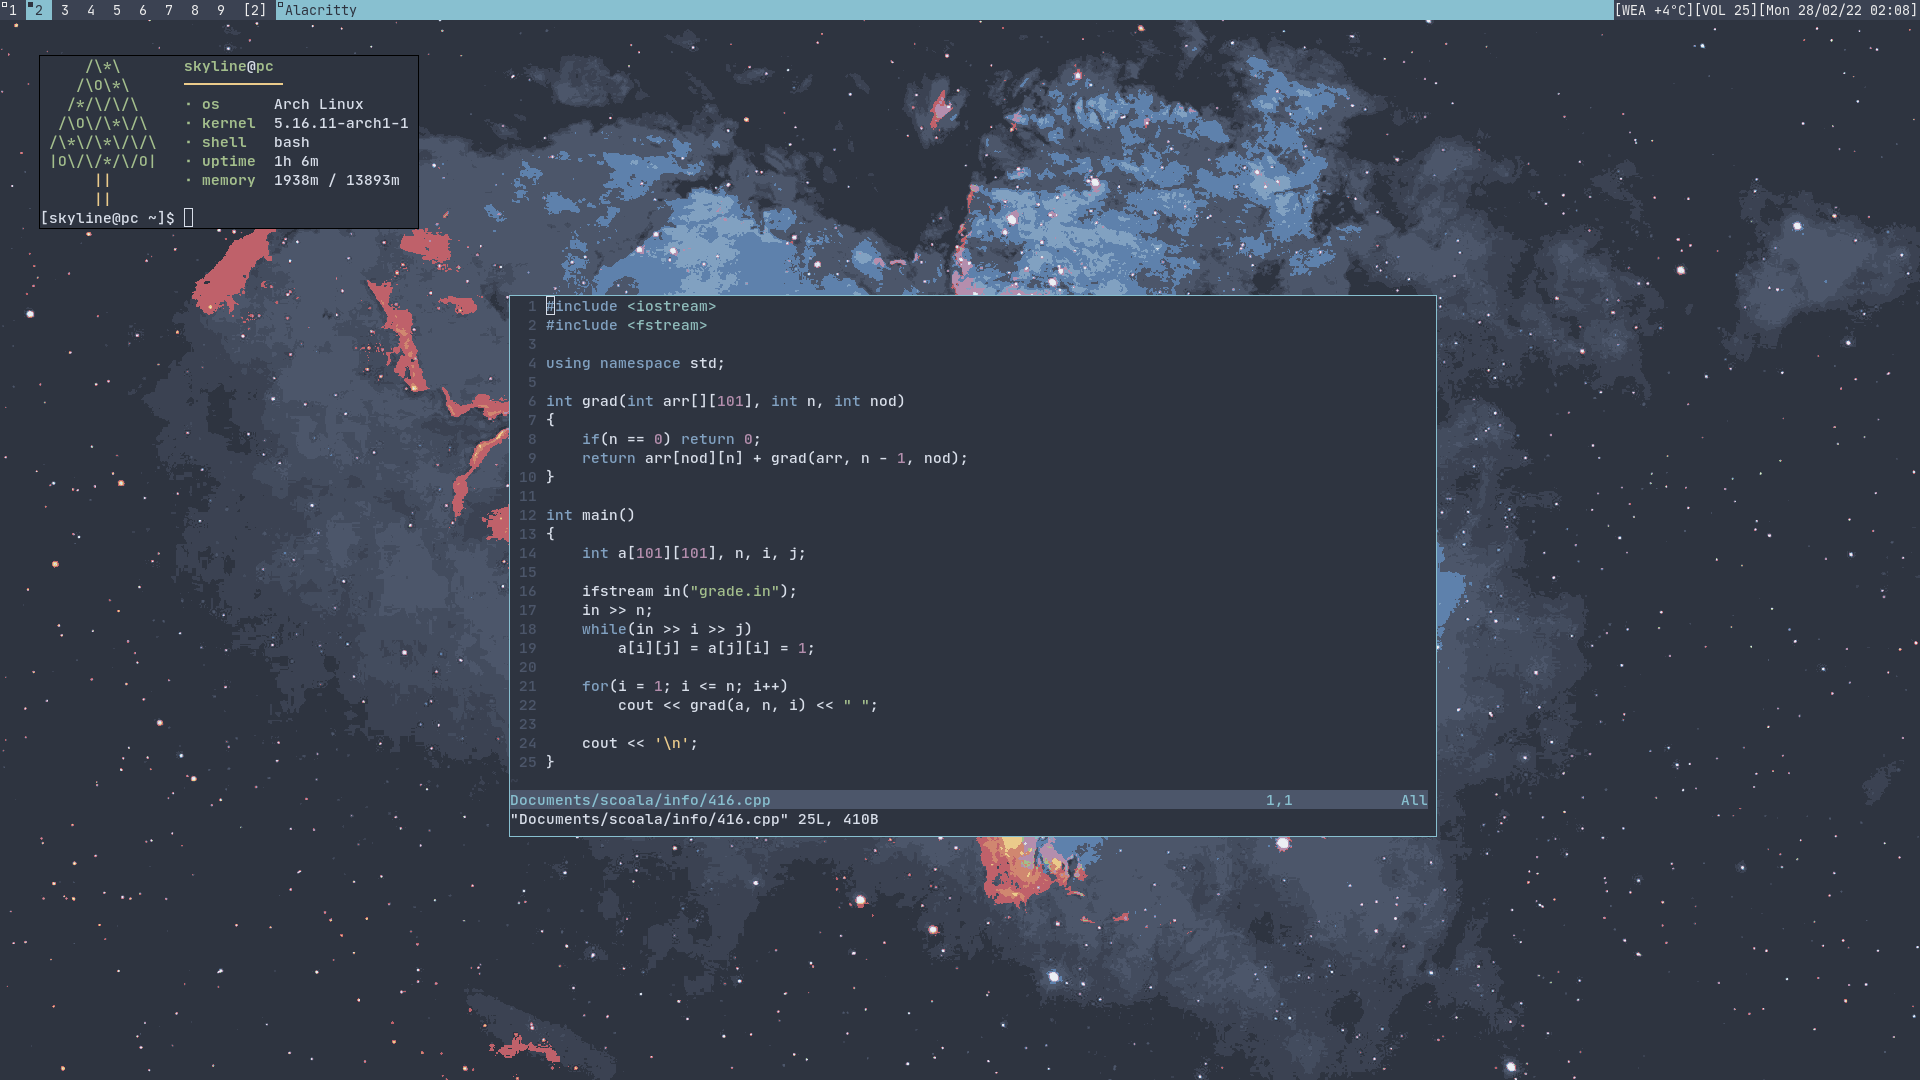 1 2 3 4 5 6 7 8 9 [2] Alacritty [WEA +4°C][VOL 25][Mon 28/02/22 02:08]
/\*\ skyline@pc
/\O\*\
/*/\/\/\ · os Arch Linux
/\O\/\*\/\ · kernel 5.16.11-arch1-1
/\*\/\*\/\/\ · shell bash
|O\/\/*/\/O| · uptime 1h 6m
|| · memory 1938m / 13893m
||
[skyline@pc ~]$
1 #include <iostream>
2 #include <fstream>
3
4 using namespace std;
5
6 int grad(int arr[][101], int n, int nod)
7 {
8     if(n == 0) return 0;
9     return arr[nod][n] + grad(arr, n - 1, nod);
10 }
11
12 int main()
13 {
14     int a[101][101], n, i, j;
15
16     ifstream in("grade.in");
17     in >> n;
18     while(in >> i >> j)
19         a[i][j] = a[j][i] = 1;
20
21     for(i = 1; i <= n; i++)
22         cout << grad(a, n, i) << " ";
23
24     cout << '\n';
25 }
Documents/scoala/info/416.cpp 1,1 All
"Documents/scoala/info/416.cpp" 25L, 410B